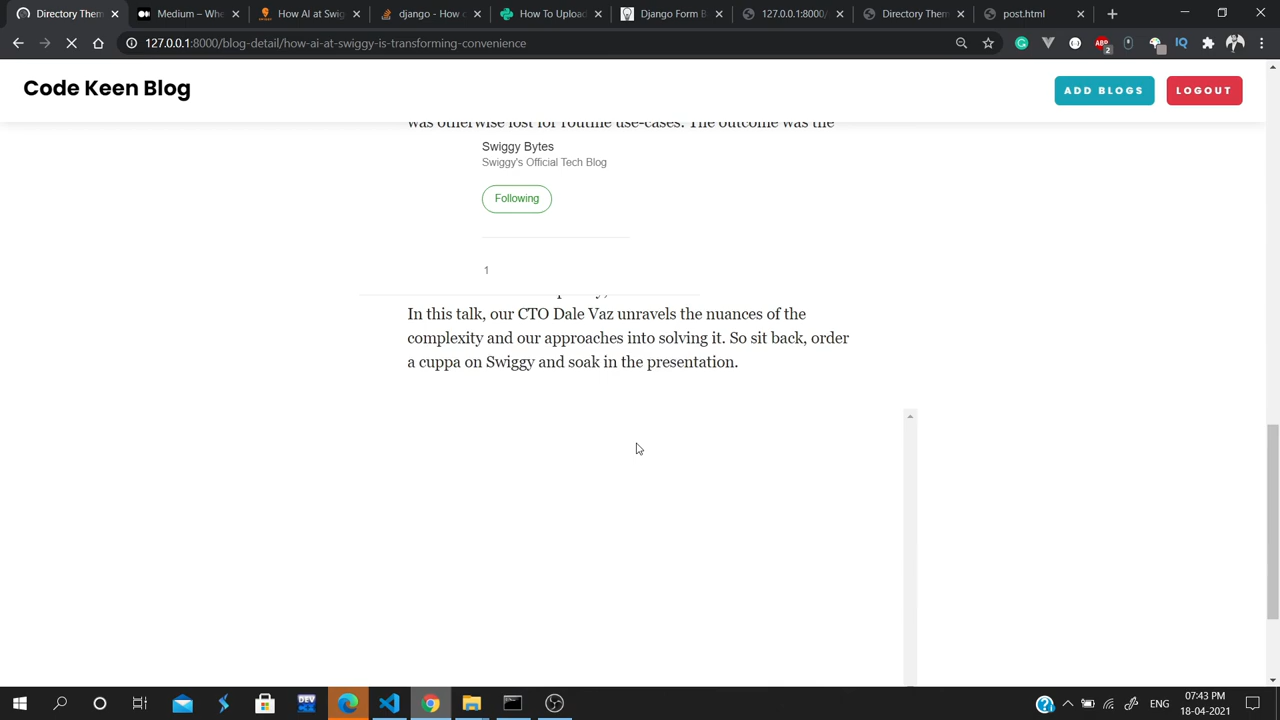 Directory Them
Medium – Whe
How AI at Swig
django - How c
How To Upload
Django Form E
127.0.0.1:8000/
Directory Them
post.html
127.0.0.1:8000/blog-detail/how-ai-at-swiggy-is-transforming-convenience
ABP
2
IQ
Code Keen Blog
ADD BLOGS
LOGOUT
was otherwise lost for routine use-cases. The outcome was the
Swiggy Bytes
Swiggy's Official Tech Blog
Following
1
In this talk, our CTO Dale Vaz unravels the nuances of the
complexity and our approaches into solving it. So sit back, order
a cuppa on Swiggy and soak in the presentation.
DEV
ENG
07:43 PM
18-04-2021